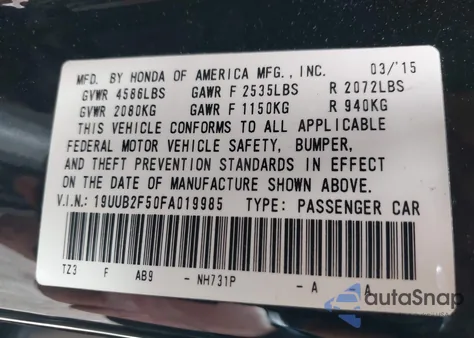 MFD. BY HONDA OF AMERICA MFG., INC. 03/'15
GVWR 4586LBS GAWR F 2535LBS R 2072LBS
GVWR 2080KG GAWR F 1150KG R 940KG
THIS VEHICLE CONFORMS TO ALL APPLICABLE
FEDERAL MOTOR VEHICLE SAFETY, BUMPER,
AND THEFT PREVENTION STANDARDS IN EFFECT
ON THE DATE OF MANUFACTURE SHOWN ABOVE.
V.I.N.: 19UUB2F50FA019985 TYPE: PASSENGER CAR
TZ3 F AB9 - NH731P - A A
autoSnap